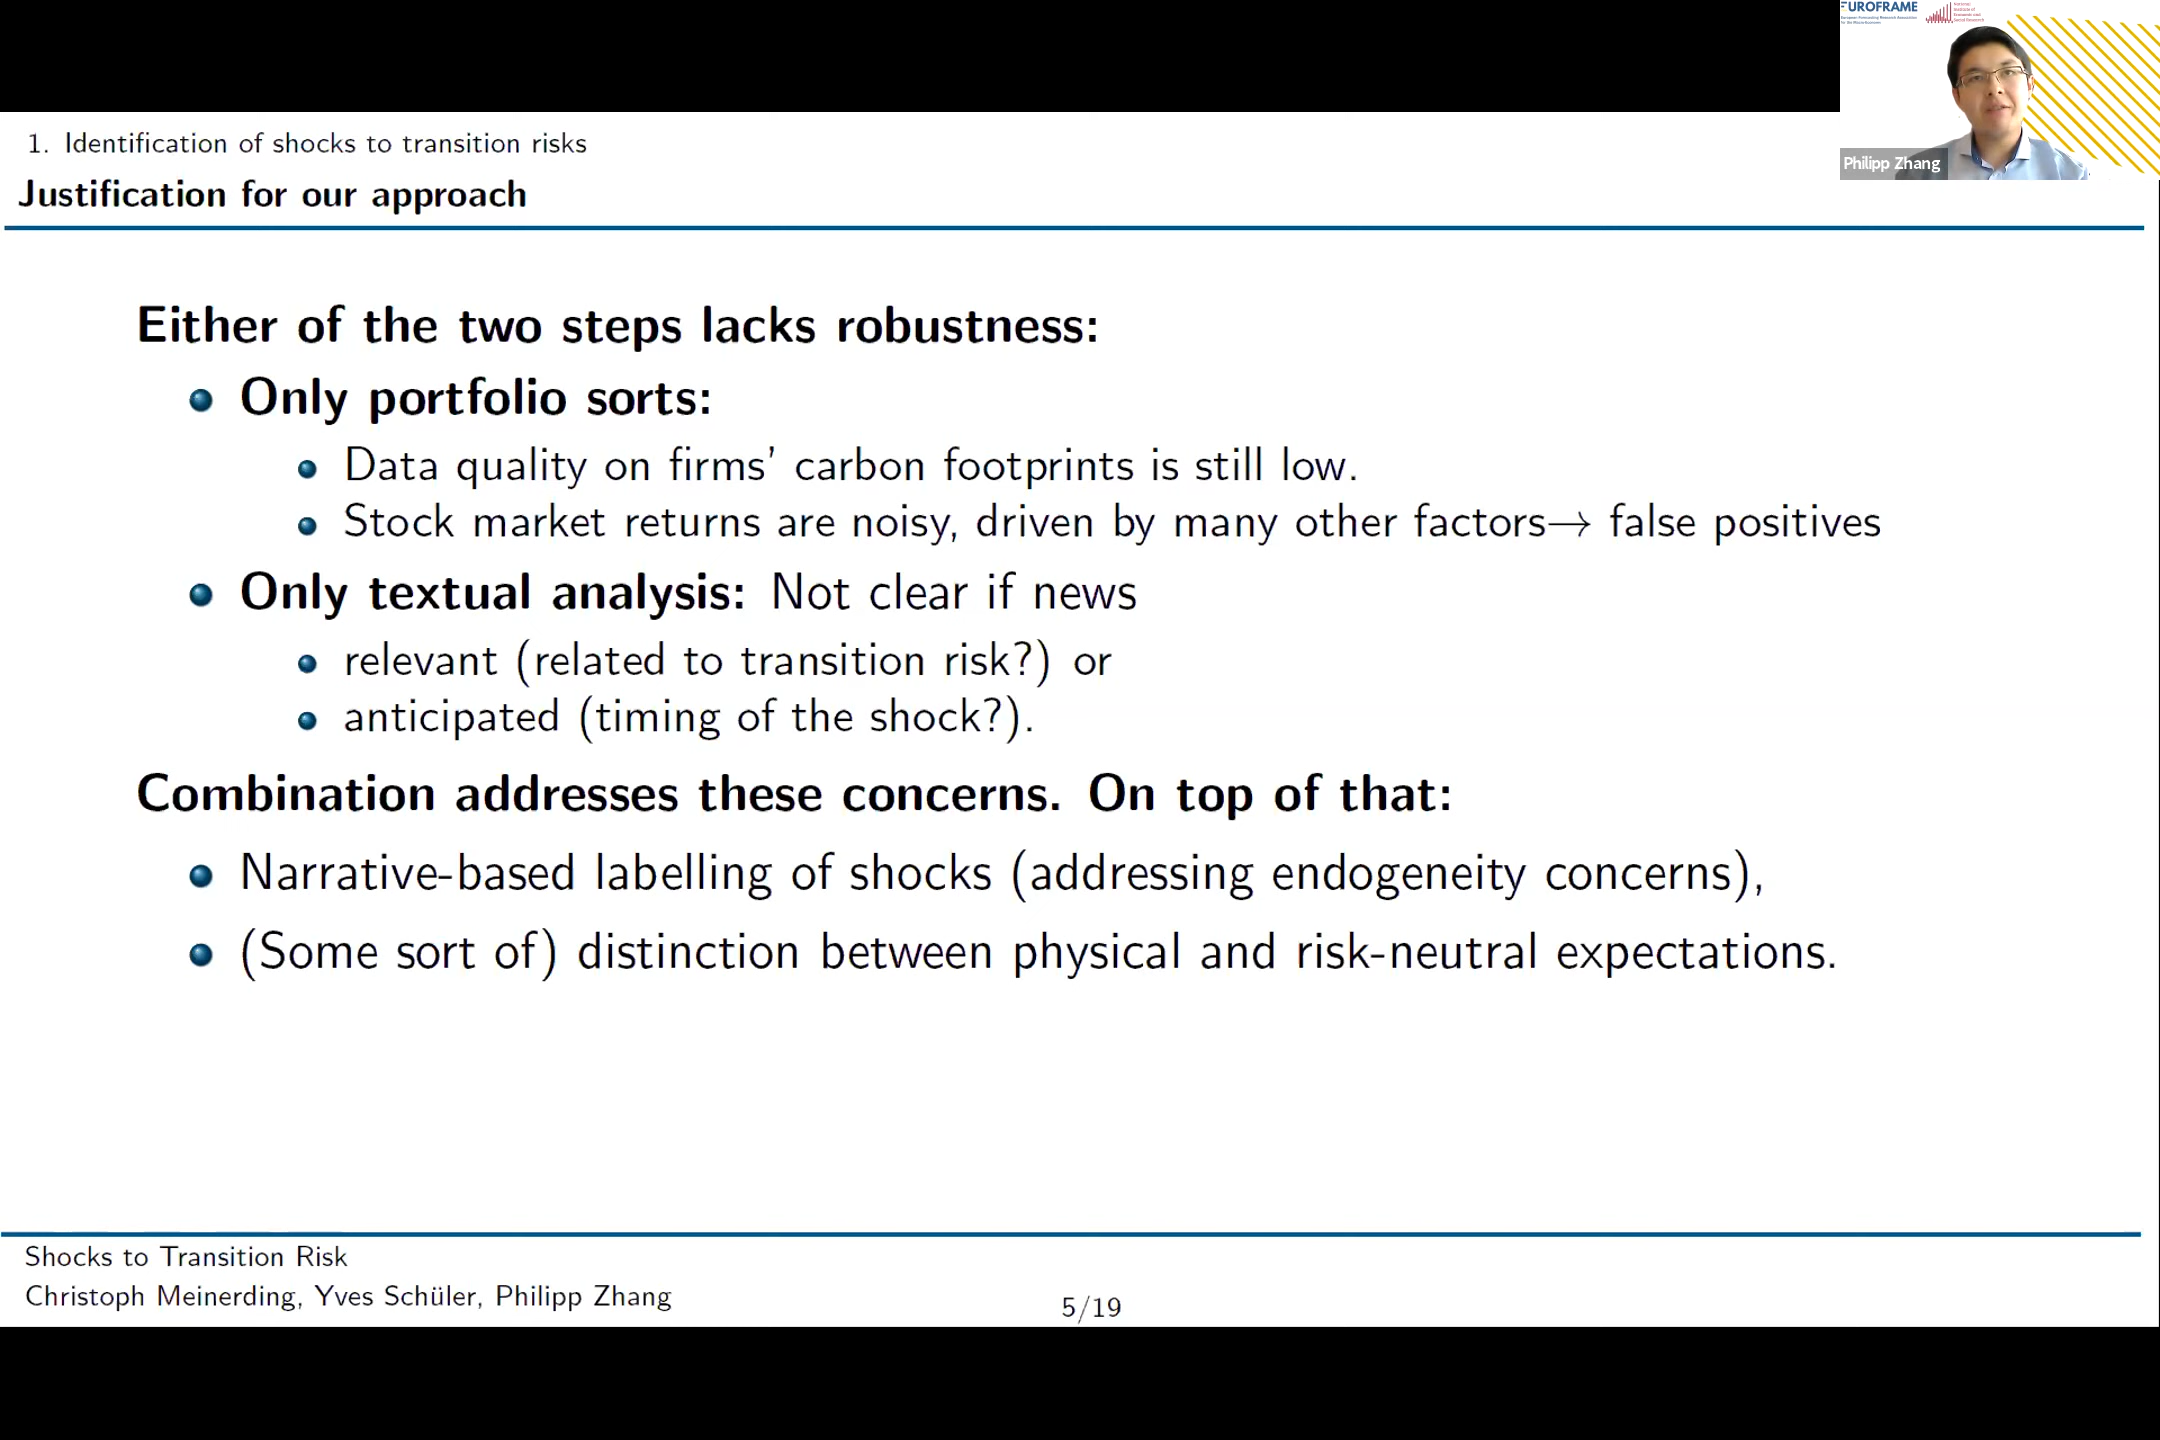 UROFRAME
1. Identification of shocks to transition risks
Justification for our approach
Philipp Zhang
Either of the two steps lacks robustness:
Only portfolio sorts:
Data quality on firms' carbon footprints is still low.
Stock market returns are noisy, driven by many other factors→ false positives
Only textual analysis: Not clear if news
relevant (related to transition risk?) or
anticipated (timing of the shock?).
Combination addresses these concerns. On top of that:
Narrative-based labelling of shocks (addressing endogeneity concerns),
(Some sort of) distinction between physical and risk-neutral expectations.
Shocks to Transition Risk
Christoph Meinerding, Yves Schüler, Philipp Zhang
5/19